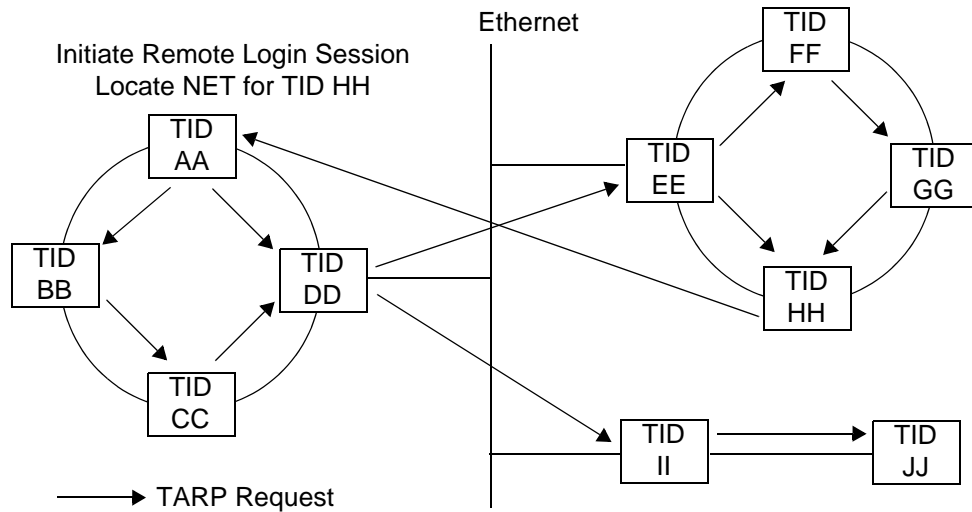 Ethernet
Initiate Remote Login Session
Locate NET for TID HH
TID
AA
TID
BB
TID
CC
TID
DD
TID
EE
TID
FF
TID
GG
TID
HH
TID
II
TID
JJ
TARP Request